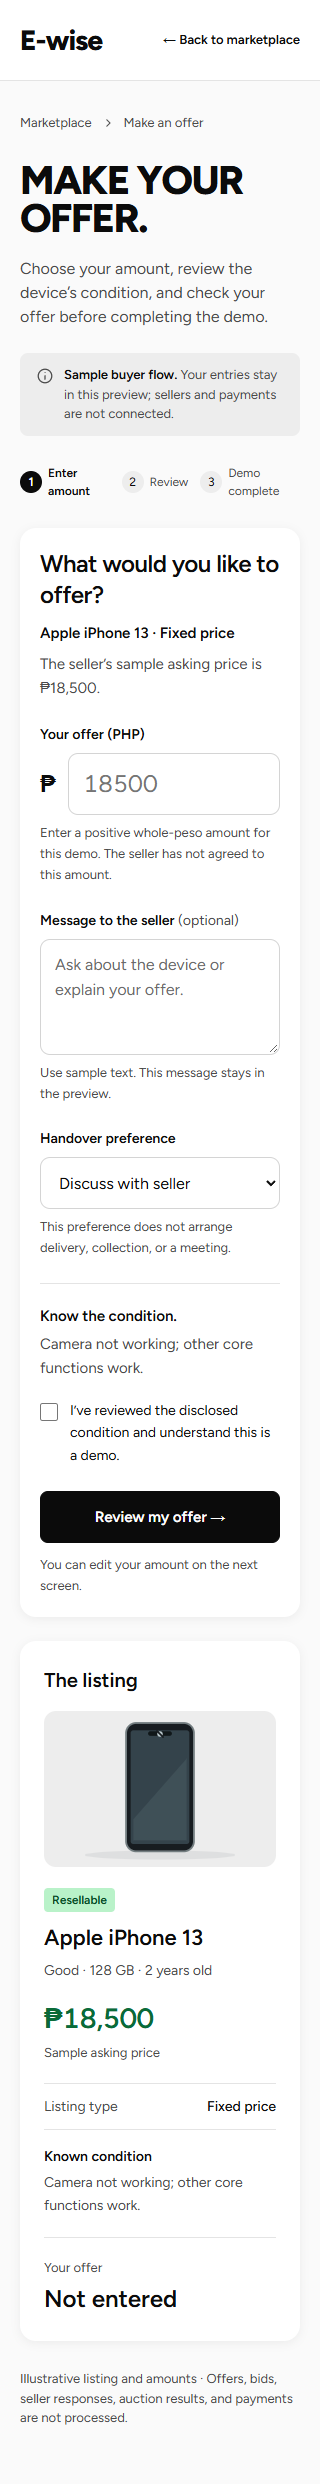 E-wise
← Back to marketplace
Marketplace > Make an offer
MAKE YOUR
OFFER.
Choose your amount, review the
device’s condition, and check your
offer before completing the demo.
Sample buyer flow. Your entries stay
in this preview; sellers and payments
are not connected.
1 Enter
amount
2 Review
3 Demo
complete
What would you like to
offer?
Apple iPhone 13 · Fixed price
The seller’s sample asking price is
₱18,500.
Your offer (PHP)
₱ 18500
Enter a positive whole-peso amount for
this demo. The seller has not agreed to
this amount.
Message to the seller (optional)
Ask about the device or
explain your offer.
Use sample text. This message stays in
the preview.
Handover preference
Discuss with seller
This preference does not arrange
delivery, collection, or a meeting.
Know the condition.
Camera not working; other core
functions work.
I’ve reviewed the disclosed
condition and understand this is
a demo.
Review my offer →
You can edit your amount on the next
screen.
The listing
Resellable
Apple iPhone 13
Good · 128 GB · 2 years old
₱18,500
Sample asking price
Listing type Fixed price
Known condition
Camera not working; other core
functions work.
Your offer
Not entered
Illustrative listing and amounts · Offers, bids,
seller responses, auction results, and payments
are not processed.